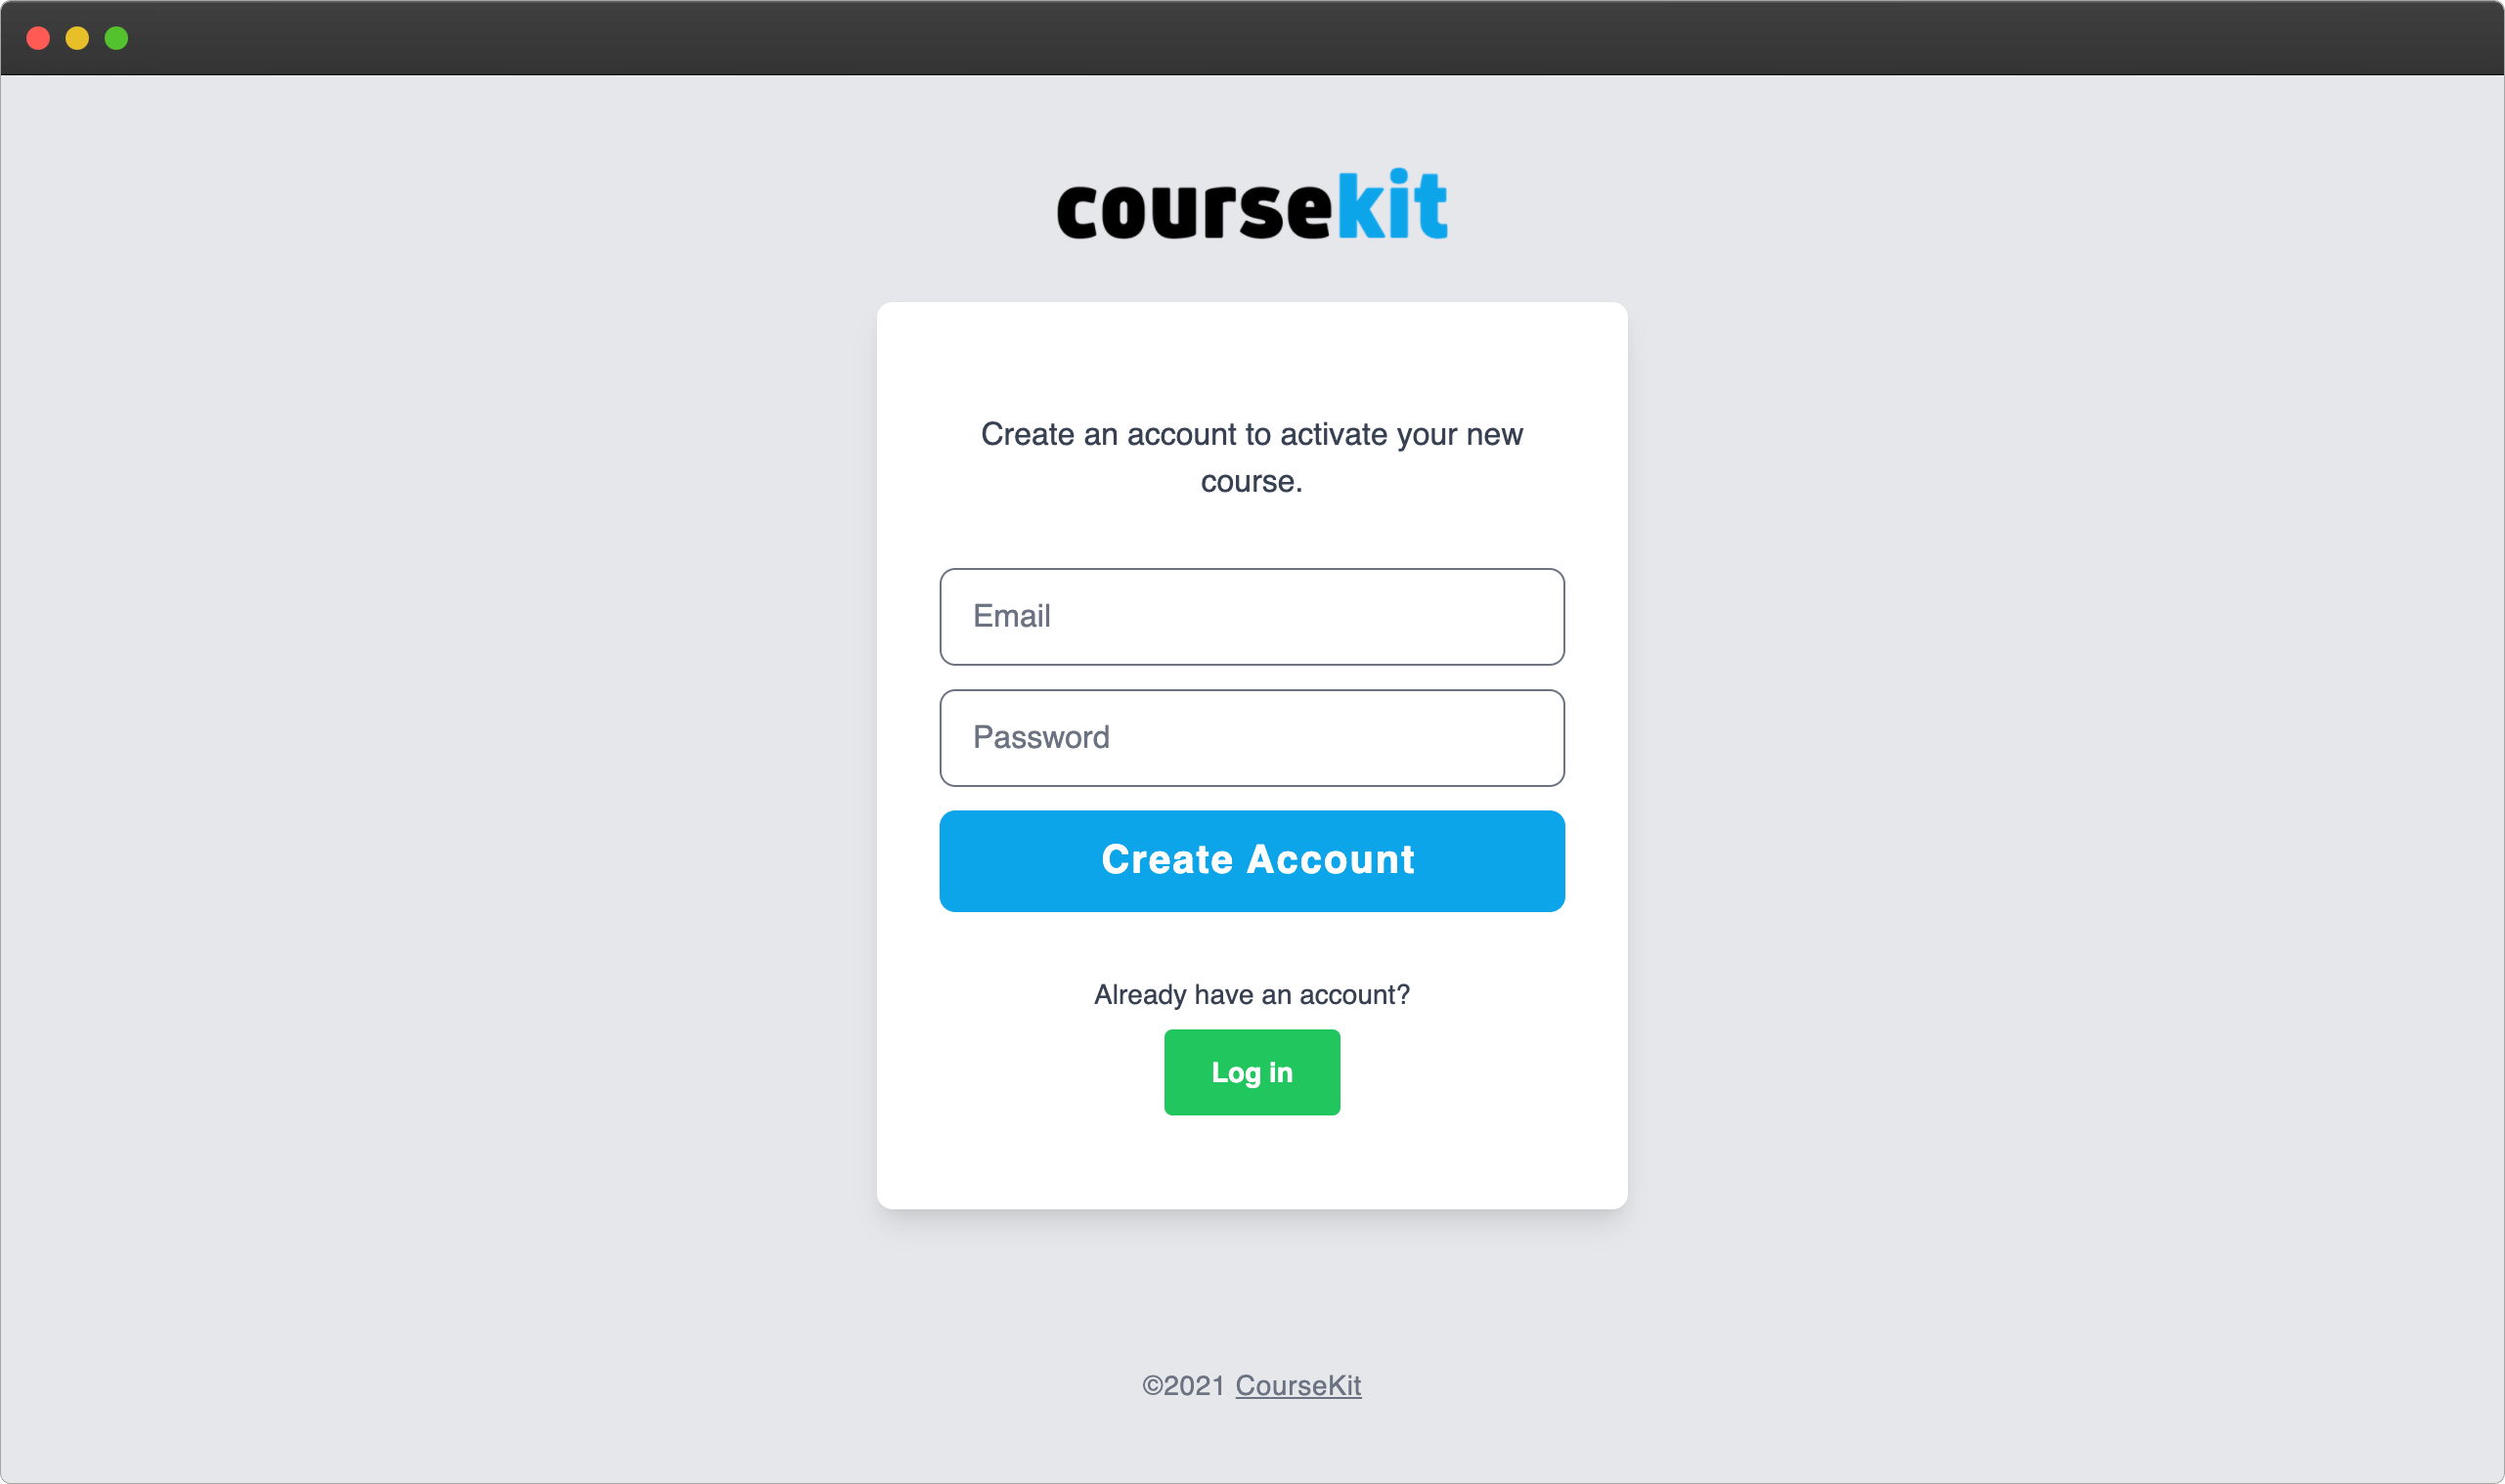 coursekit
Create an account to activate your new
course.
Email
Password
Create Account
Already have an account?
Log in
©2021 CourseKit